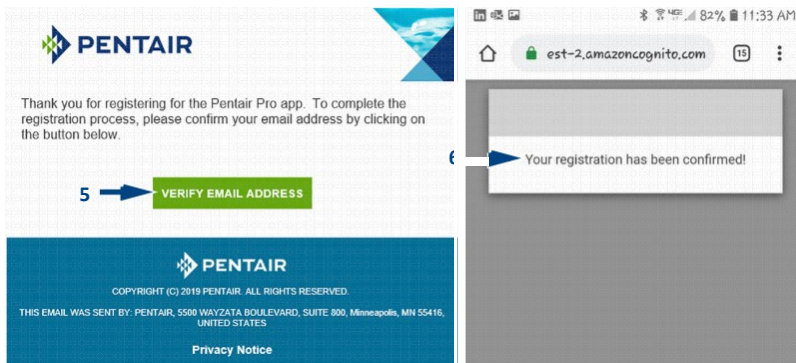 PENTAIR
Thank you for registering for the Pentair Pro app. To complete the
registration process, please confirm your email address by clicking on
the button below.
5
VERIFY EMAIL ADDRESS
PENTAIR
COPYRIGHT (C) 2019 PENTAIR. ALL RIGHTS RESERVED.
THIS EMAIL WAS SENT BY: PENTAIR, 5500 WAYZATA BOULEVARD, SUITE 800, Minneapolis, MN 55416,
UNITED STATES
Privacy Notice
in 82% 11:33 AM
est-2.amazoncognito.com 15
6
Your registration has been confirmed!